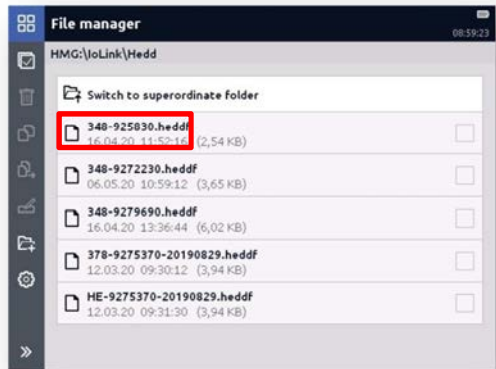 File manager
08:59:23
HMG:\IoLink\Hedd
Switch to superordinate folder
348-925830.heddf
16.04.20 11:52:16 (2,54 KB)
348-9272230.heddf
06.05.20 10:59:12 (3,65 KB)
348-9279690.heddf
16.04.20 13:36:44 (6,02 KB)
378-9275370-20190829.heddf
12.03.20 09:30:12 (3,94 KB)
HE-9275370-20190829.heddf
12.03.20 09:31:30 (3,94 KB)